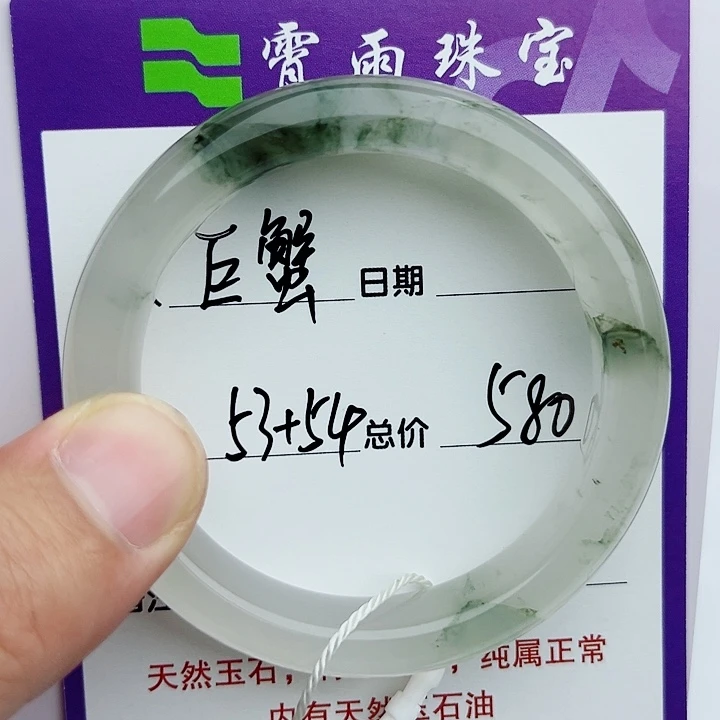 霄雨珠宝
巨蟹 日期
53+54 总价 580
天然玉石， ，纯属正常
内有天然 玉石油